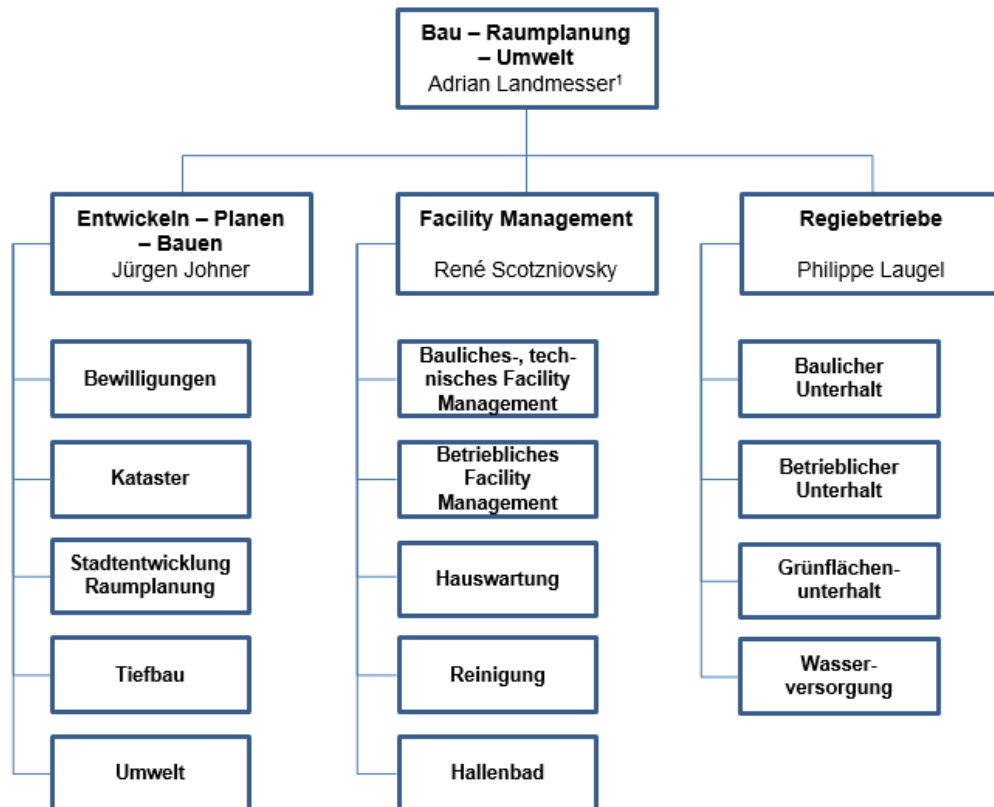 Bau – Raumplanung
– Umwelt
Adrian Landmesser¹
Entwickeln – Planen
– Bauen
Jürgen Johner
Bewilligungen
Kataster
Stadtentwicklung
Raumplanung
Tiefbau
Umwelt
Facility Management
René Scotzniovsky
Bauliches-, tech-
nisches Facility
Management
Betriebliches
Facility
Management
Hauswartung
Reinigung
Hallenbad
Regiebetriebe
Philippe Laugel
Baulicher
Unterhalt
Betrieblicher
Unterhalt
Grünflächen-
unterhalt
Wasser-
versorgung